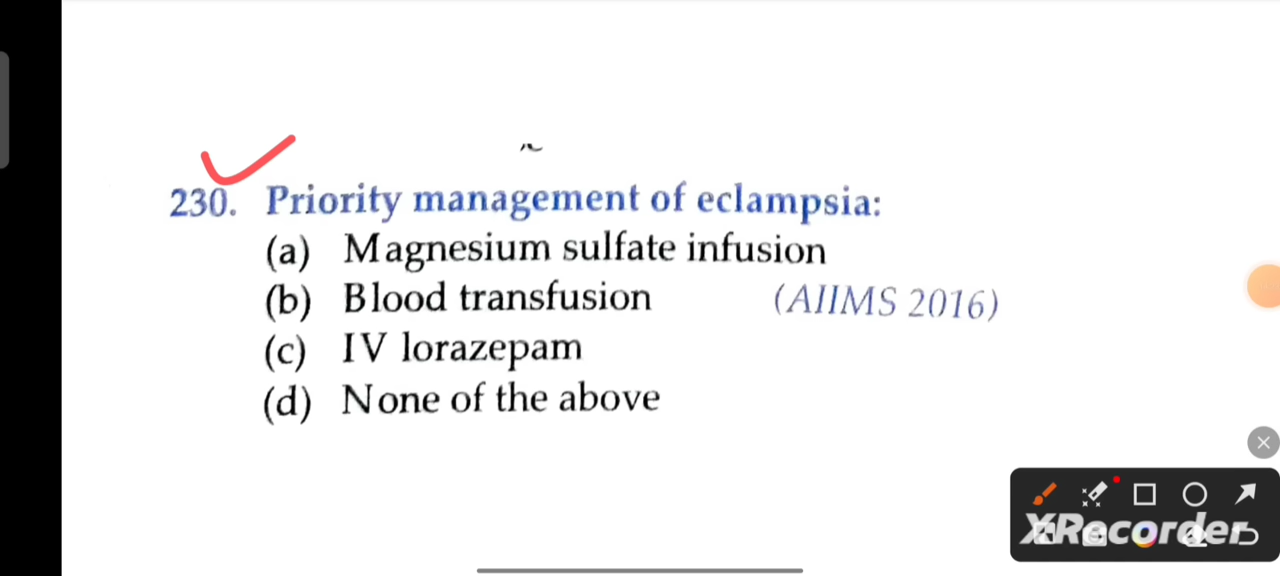 230. Priority management of eclampsia:
(a) Magnesium sulfate infusion
(b) Blood transfusion (AIIMS 2016)
(c) IV lorazepam
(d) None of the above
XRecorder